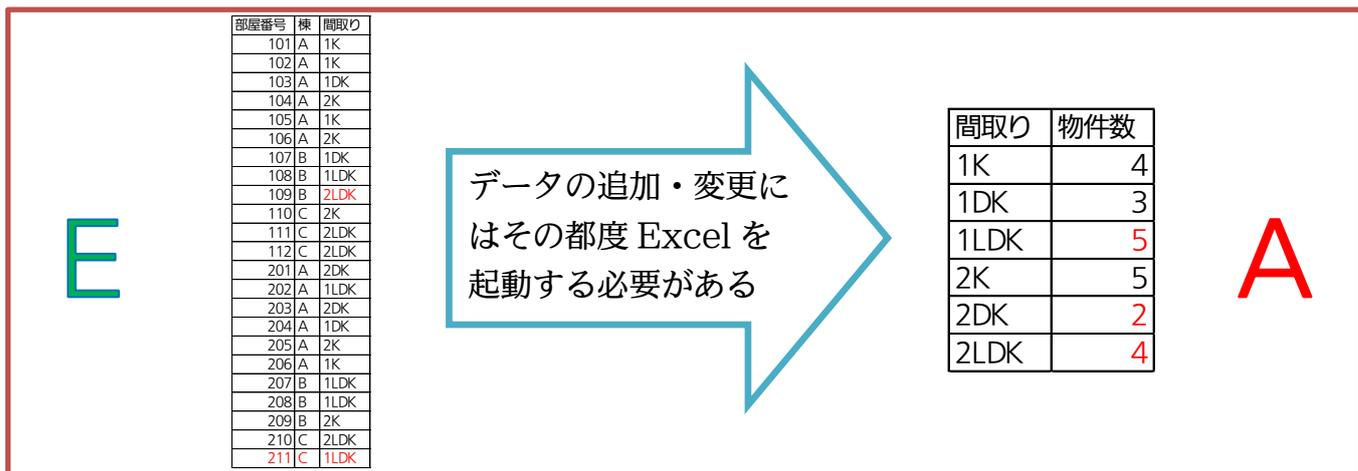 部屋番号 棟 間取り
101 A 1K
102 A 1K
103 A 1DK
104 A 2K
105 A 1K
106 A 2K
107 B 1DK
108 B 1LDK
109 B 2LDK
110 C 2K
111 C 2LDK
112 C 2LDK
201 A 2DK
202 A 1LDK
203 A 2DK
204 A 1DK
205 A 2K
206 A 1K
207 B 1LDK
208 B 1LDK
209 B 2K
210 C 2LDK
211 C 1LDK
E
データの追加・変更に
はその都度 Excel を
起動する必要がある
間取り 物件数
1K 4
1DK 3
1LDK 5
2K 5
2DK 2
2LDK 4
A